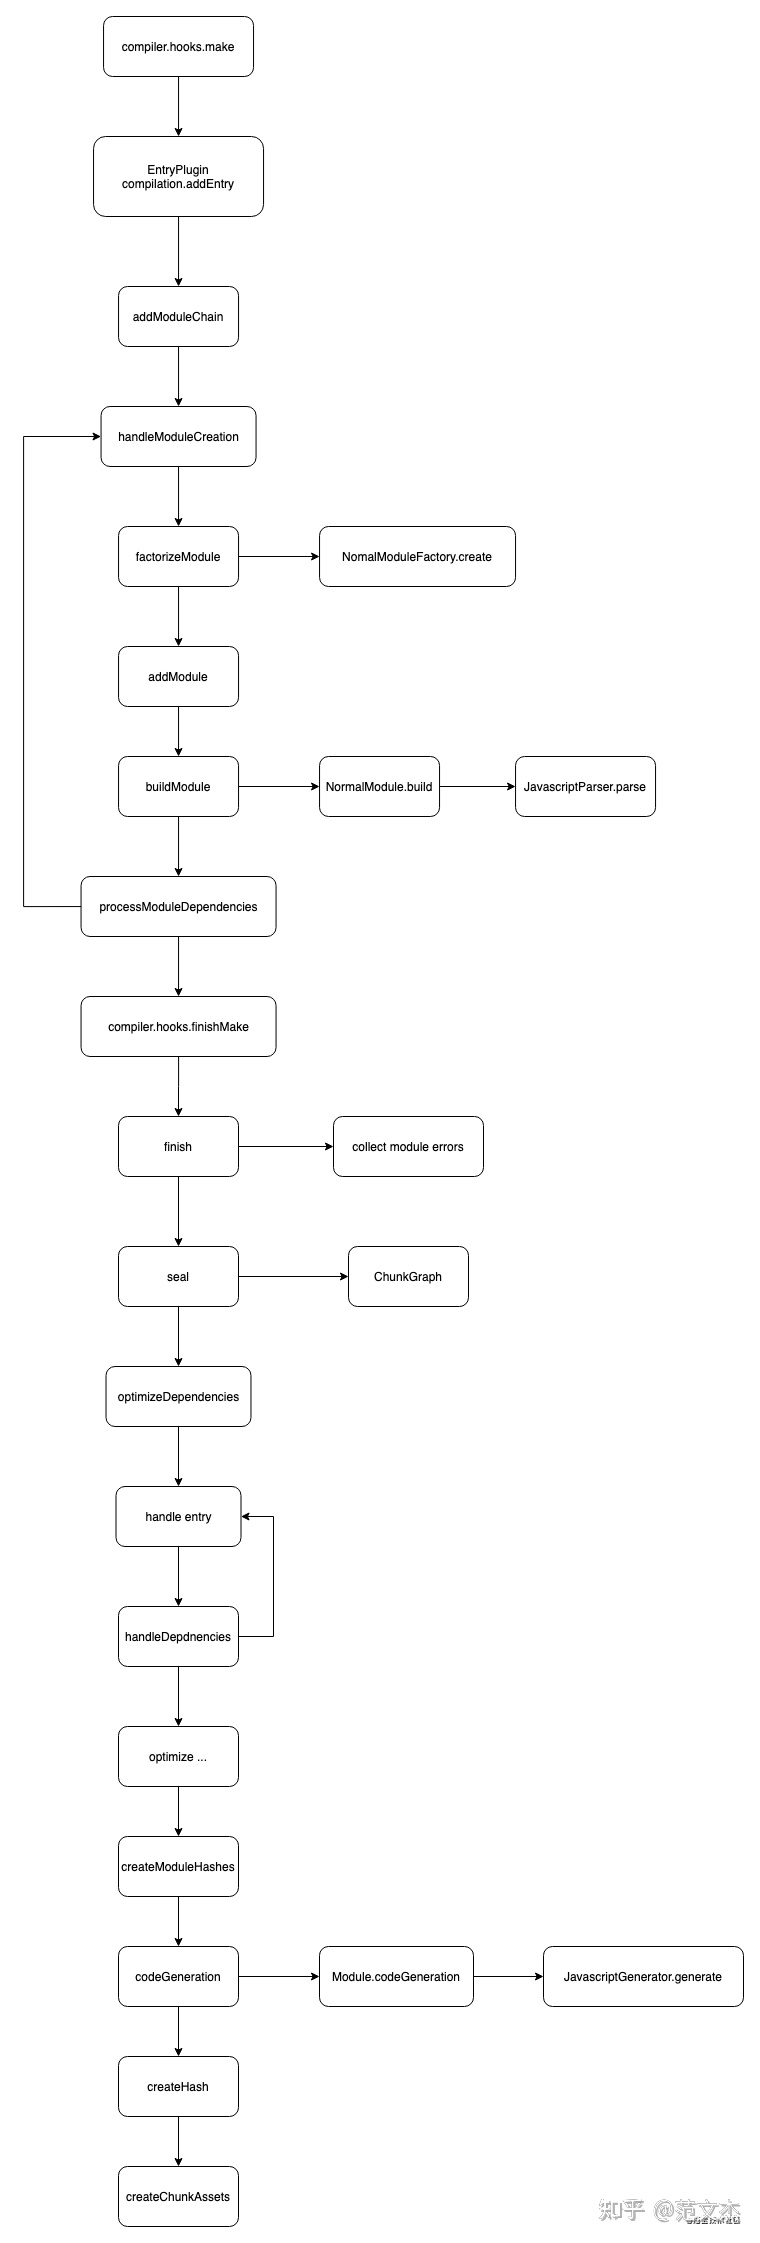 compiler.hooks.make
EntryPlugin
compilation.addEntry
addModuleChain
handleModuleCreation
factorizeModule
NomalModuleFactory.create
addModule
buildModule
NormalModule.build
JavascriptParser.parse
processModuleDependencies
compiler.hooks.finishMake
finish
collect module errors
seal
ChunkGraph
optimizeDependencies
handle entry
handleDepdnencies
optimize ...
createModuleHashes
codeGeneration
Module.codeGeneration
JavascriptGenerator.generate
createHash
createChunkAssets
知乎 @范文杰